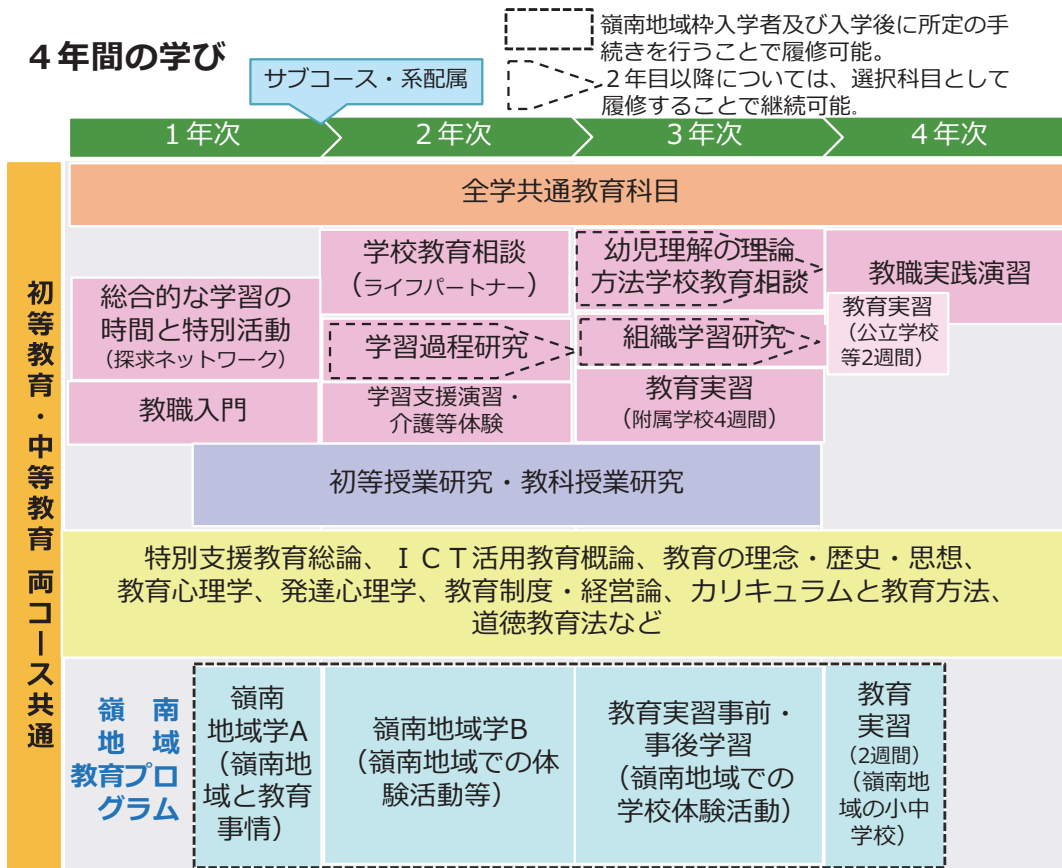 4年間の学び
サブコース・系配属
嶺南地域枠入学者及び入学後に所定の手
続きを行うことで履修可能。
2年目以降については、選択科目として
履修することで継続可能。
1年次
2年次
3年次
4年次
初等教育・中等教育 両コース共通
全学共通教育科目
総合的な学習の
時間と特別活動
（探求ネットワーク）
教職入門
学校教育相談
（ライフパートナー）
学習過程研究
学習支援演習・
介護等体験
幼児理解の理論
方法学校教育相談
組織学習研究
教育実習
（附属学校4週間）
教職実践演習
教育実習
（公立学校
等2週間）
初等授業研究・教科授業研究
特別支援教育総論、ＩＣＴ活用教育概論、教育の理念・歴史・思想、
教育心理学、発達心理学、教育制度・経営論、カリキュラムと教育方法、
道徳教育法など
嶺南
地域
教育プロ
グラム
嶺南
地域学A
（嶺南地
域と教育
事情）
嶺南地域学B
（嶺南地域での体
験活動等）
教育実習事前・
事後学習
（嶺南地域での
学校体験活動）
教育
実習
(2週間)
（嶺南地
域の小中
学校）